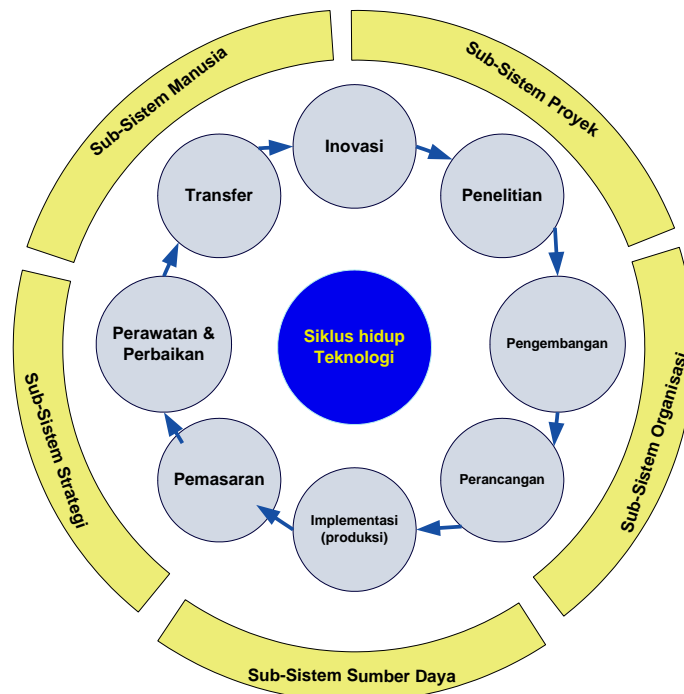 Sub-Sistem Manusia
Sub-Sistem Proyek
Inovasi
Transfer
Penelitian
Siklus hidup
Teknologi
Perawatan &
Perbaikan
Pengembangan
Pemasaran
Perancangan
Implementasi
(produksi)
Sub-Sistem Strategi
Sub-Sistem Organisasi
Sub-Sistem Sumber Daya